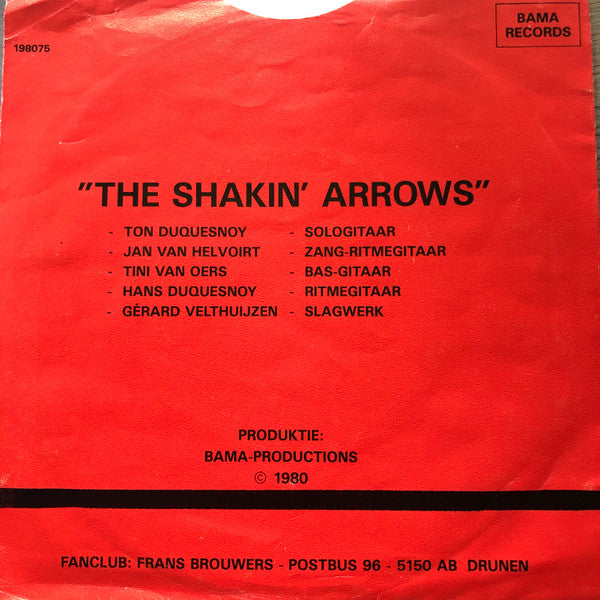 198075
BAMA
RECORDS
"THE SHAKIN' ARROWS"
- TON DUQUESNOY - SOLOGITAAR
- JAN VAN HELVOIRT - ZANG-RITMEGITAAR
- TINI VAN OERS - BAS-GITAAR
- HANS DUQUESNOY - RITMEGITAAR
- GÉRARD VELTHUIJZEN - SLAGWERK
PRODUKTIE:
BAMA-PRODUCTIONS
© 1980
FANCLUB: FRANS BROUWERS - POSTBUS 96 - 5150 AB DRUNEN